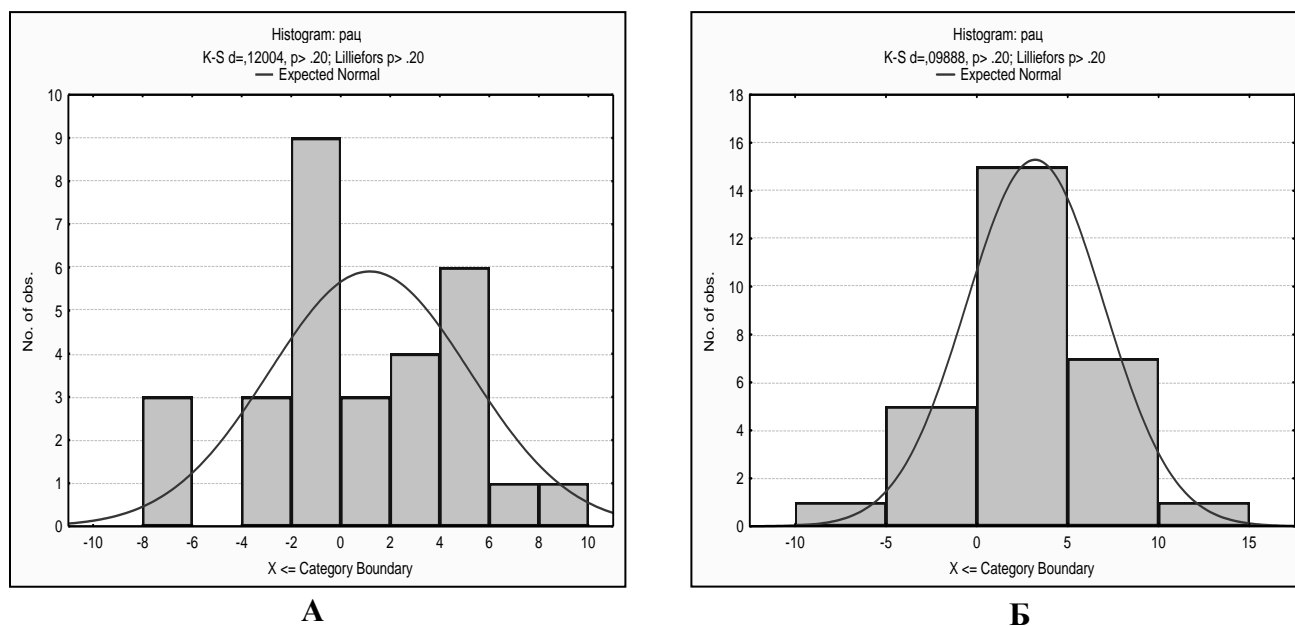 Histogram: рац
K-S d=,12004, p> .20; Lilliefors p> .20
Expected Normal
10
9
8
7
6
5
4
3
2
1
0
No. of obs.
-10 -8 -6 -4 -2 0 2 4 6 8 10
X <= Category Boundary
А
Histogram: рац
K-S d=,09888, p> .20; Lilliefors p> .20
Expected Normal
18
16
14
12
10
8
6
4
2
0
No. of obs.
-10 -5 0 5 10 15
X <= Category Boundary
Б